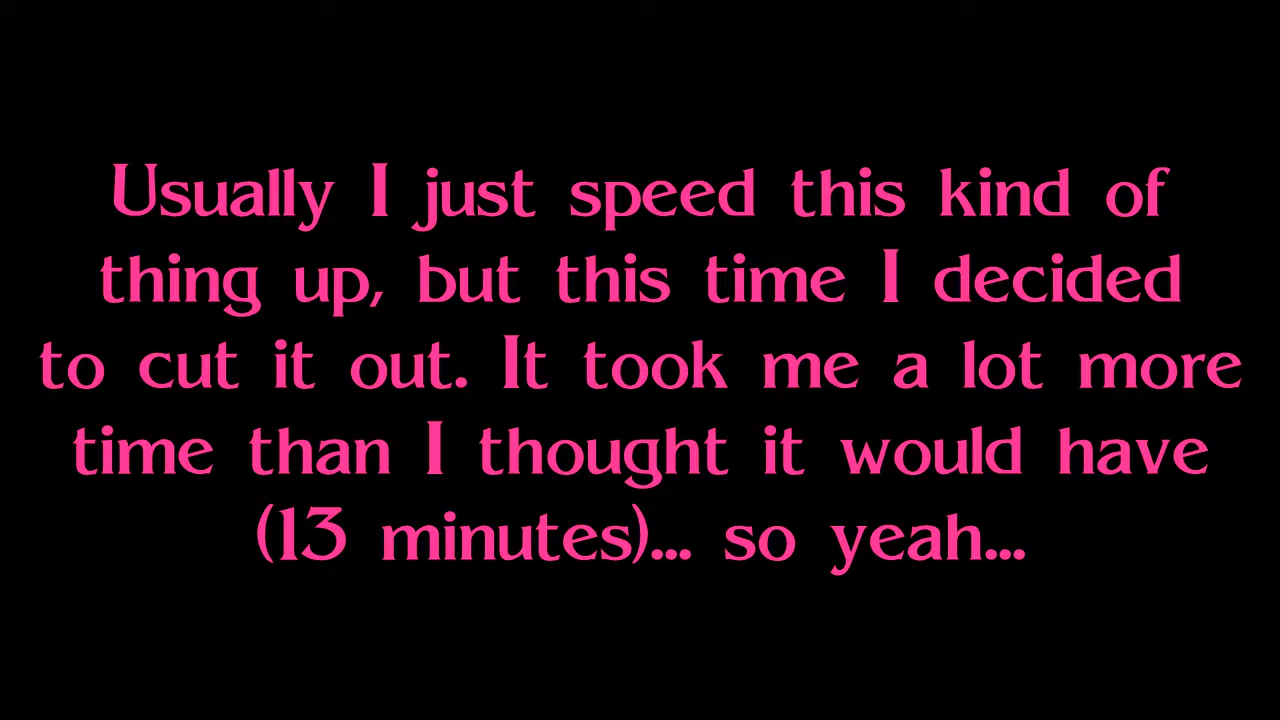 Usually I just speed this kind of
thing up, but this time I decided
to cut it out. It took me a lot more
time than I thought it would have
(13 minutes)... so yeah...